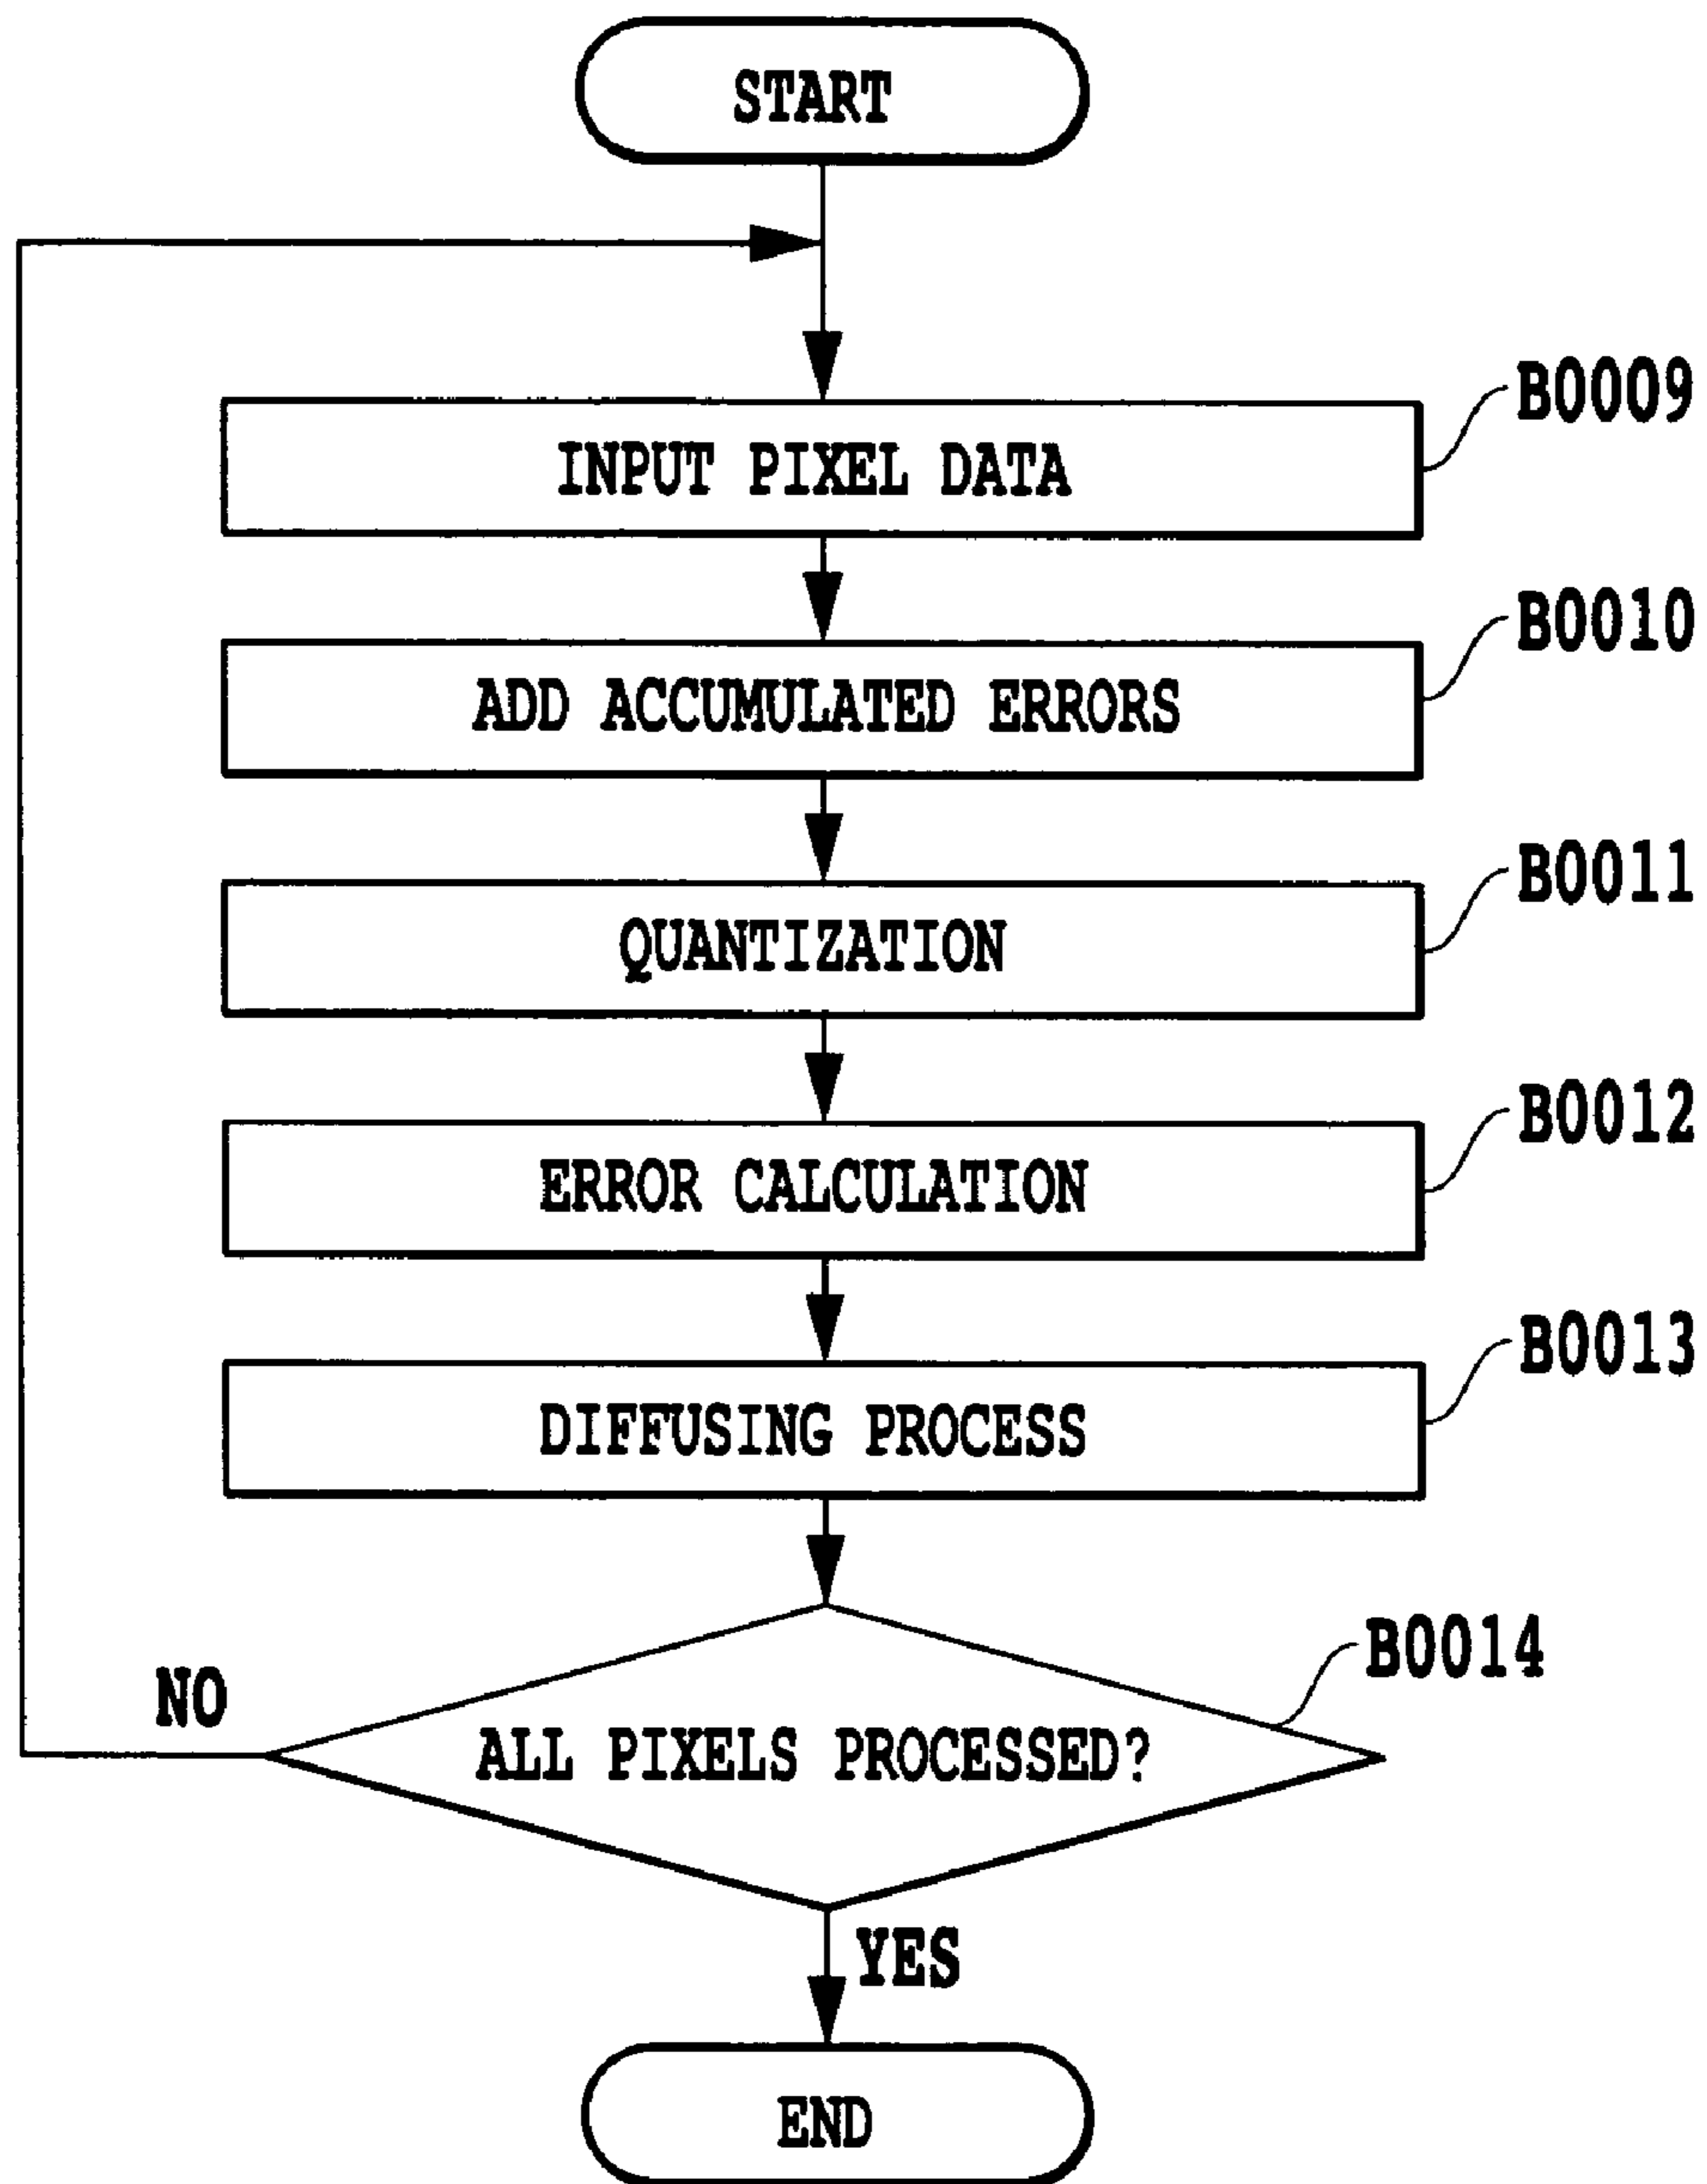 START
B0009
INPUT PIXEL DATA
B0010
ADD ACCUMULATED ERRORS
B0011
QUANTIZATION
B0012
ERROR CALCULATION
B0013
DIFFUSING PROCESS
B0014
NO
ALL PIXELS PROCESSED?
YES
END